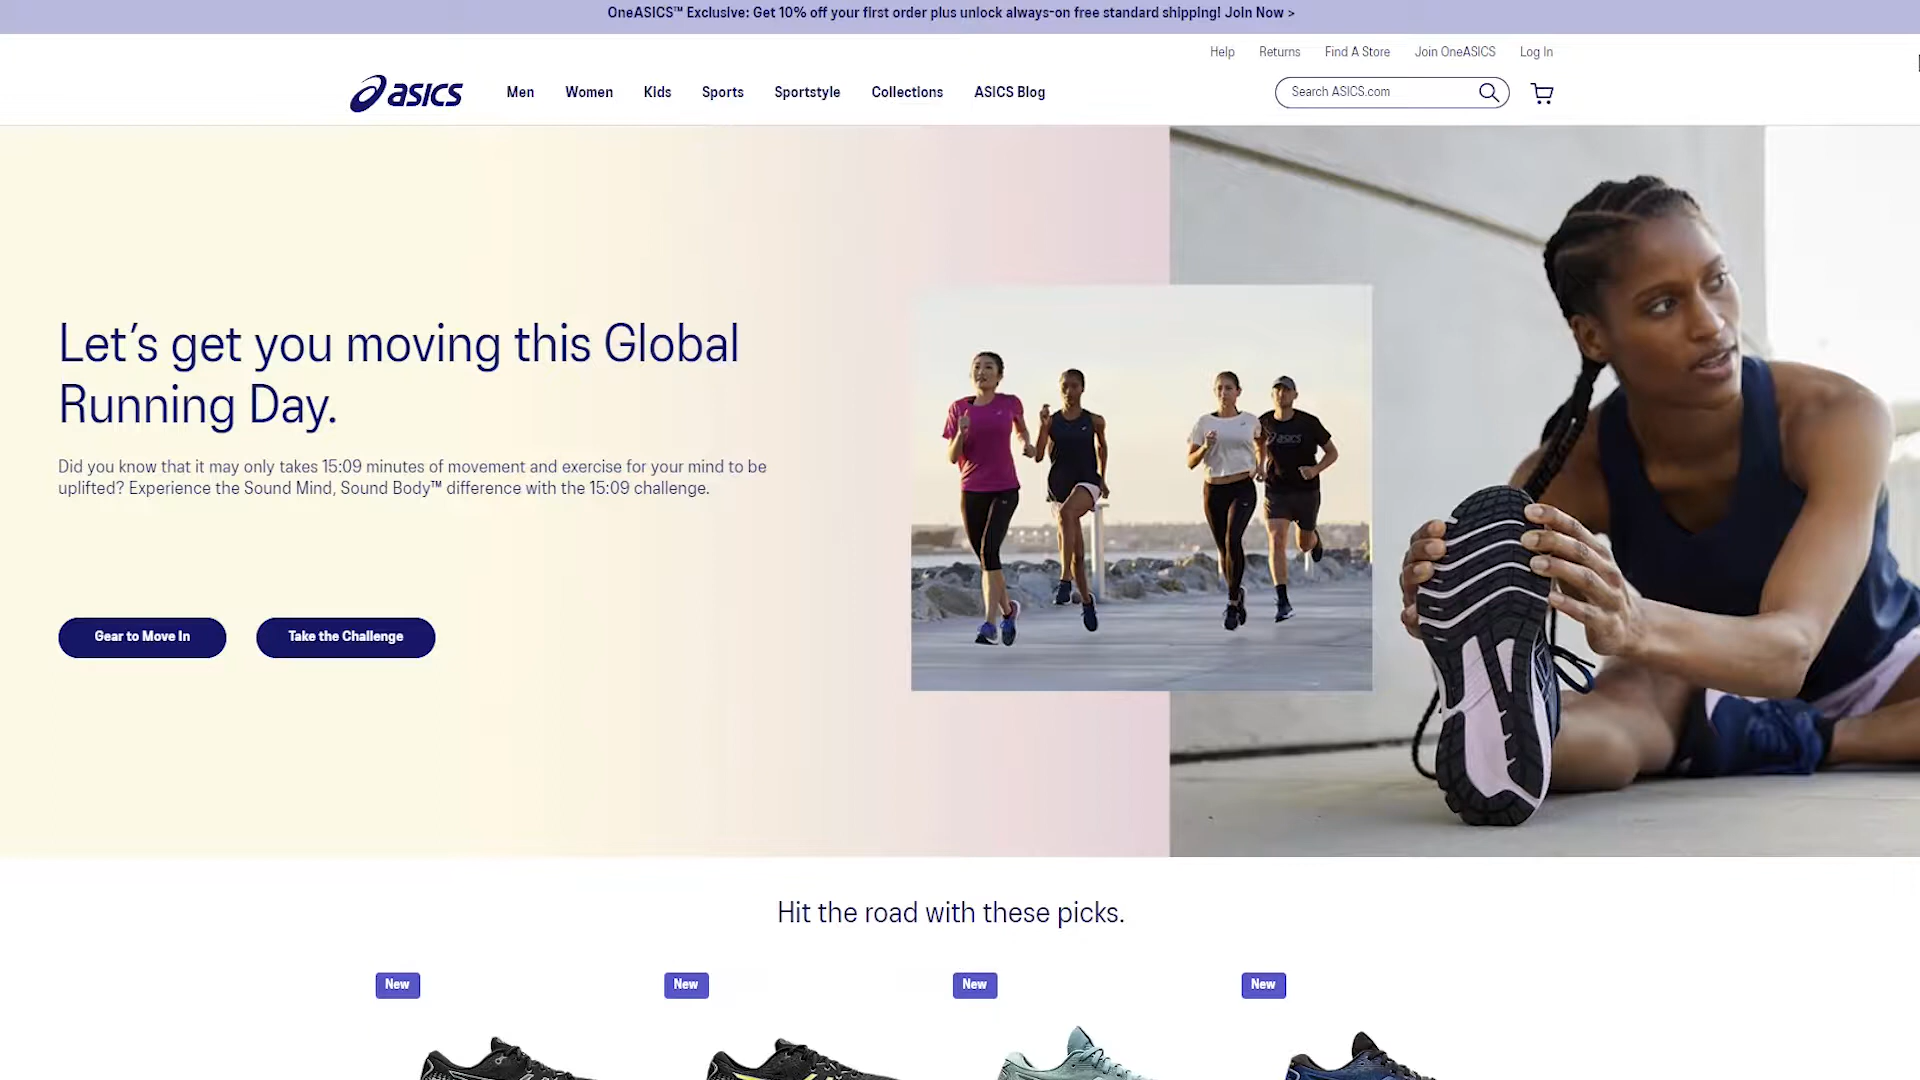 OneASICS™ Exclusive: Get 10% off your first order plus unlock always-on free standard shipping! Join Now >
Help
Returns
Find A Store
Join OneASICS
Log In
asics
Men
Women
Kids
Sports
Sportstyle
Collections
ASICS Blog
Search ASICS.com
Let's get you moving this Global
Running Day.
Did you know that it may only takes 15:09 minutes of movement and exercise for your mind to be
uplifted? Experience the Sound Mind, Sound Body™ difference with the 15:09 challenge.
asics
Gear to Move In
Take the Challenge
Hit the road with these picks.
New
New
New
New